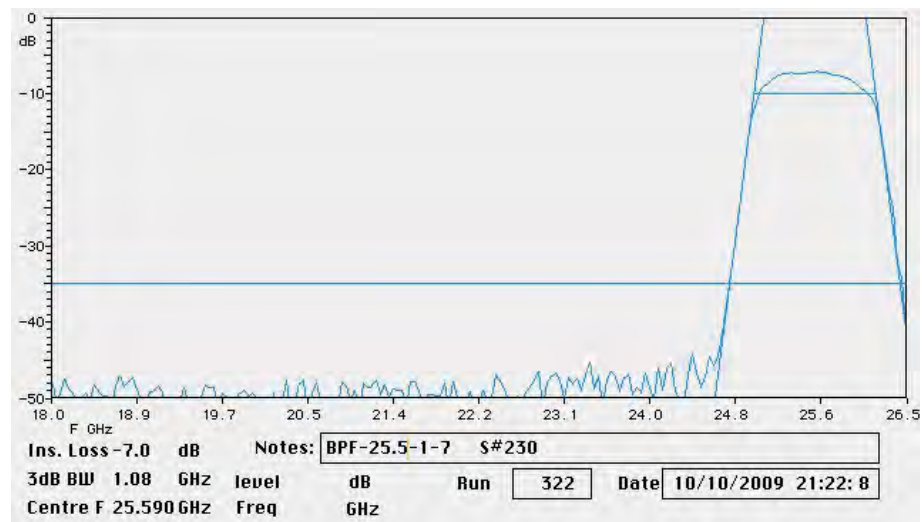 0
dB
-10
-20
-30
-40
-50
18.0 18.9 19.7 20.5 21.4 22.2 23.1 24.0 24.8 25.6 26.5
F GHz
Ins. Loss -7.0 dB Notes: BPF-25.5-1-7 S#230
3dB BW 1.08 GHz level dB Run 322 Date 10/10/2009 21:22: 8
Centre F 25.590 GHz Freq GHz